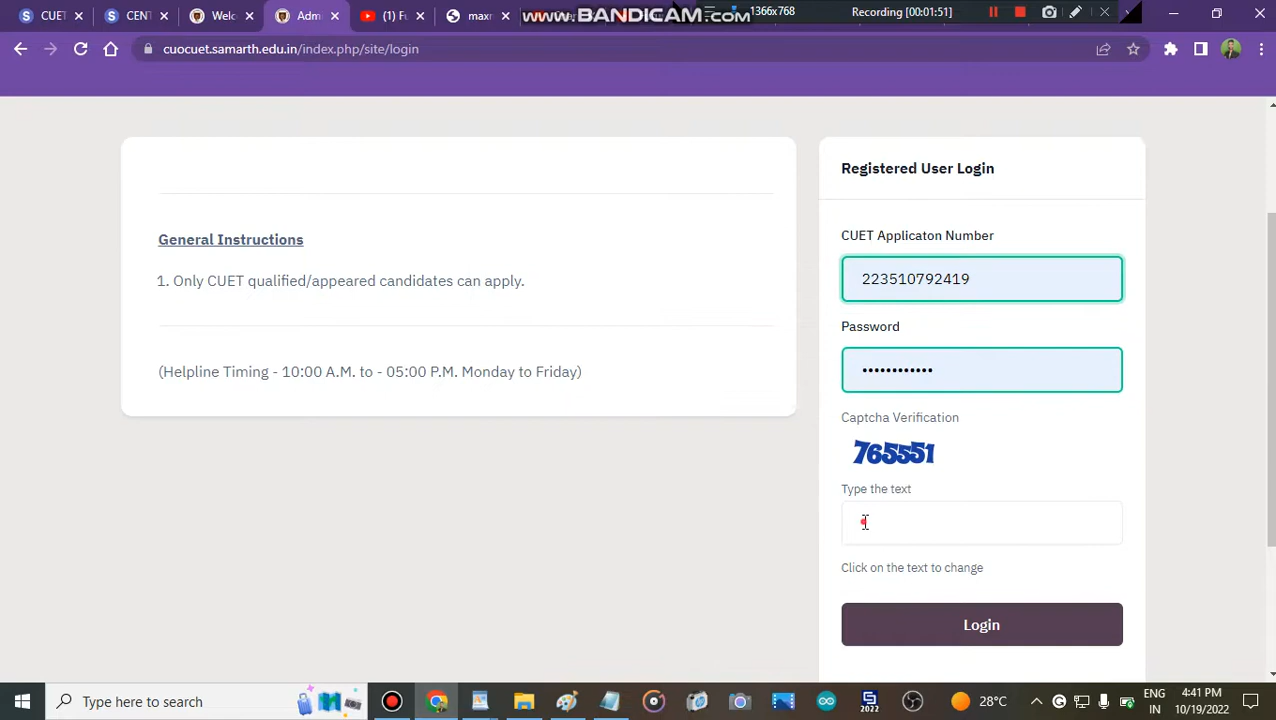 CUET
CENT
Welc
Adm
(1) Fu
maxn
www.BANDICAM.com
1366x768
Recording [00:01:51]
cuocuet.samarth.edu.in/index.php/site/login
Registered User Login
General Instructions
1. Only CUET qualified/appeared candidates can apply.
(Helpline Timing - 10:00 A.M. to - 05:00 P.M. Monday to Friday)
CUET Applicaton Number
223510792419
Password
••••••••••••
Captcha Verification
765551
Type the text
Click on the text to change
Login
Type here to search
2022
28°C
ENG
IN
4:41 PM
10/19/2022